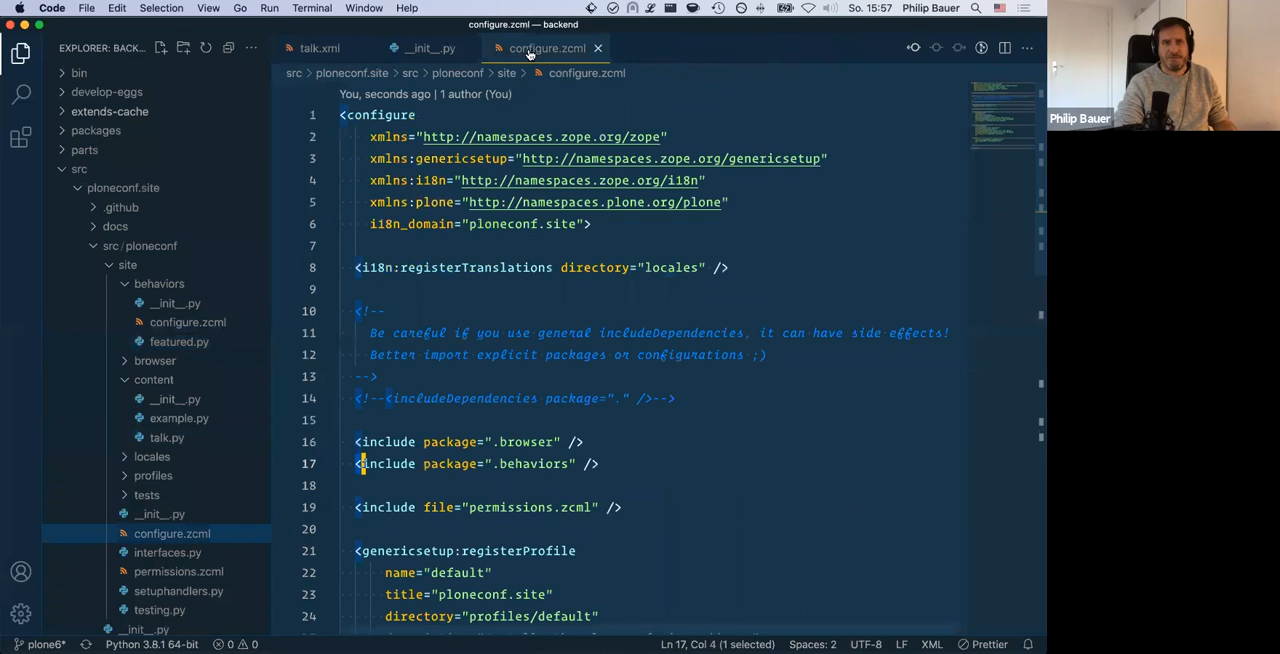 Code File Edit Selection View Go Run Terminal Window Help So. 15:57 Philip Bauer
configure.zcml — backend
EXPLORER: BACK...
talk.xml __init__.py configure.zcml
src > ploneconf.site > src > ploneconf > site > configure.zcml
bin
develop-eggs
extends-cache
packages
parts
src
ploneconf.site
.github
docs
src/ploneconf
site
behaviors
__init__.py
configure.zcml
featured.py
browser
content
__init__.py
example.py
talk.py
locales
profiles
tests
__init__.py
configure.zcml
interfaces.py
permissions.zcml
setuphandlers.py
testing.py
__init__.py
You, seconds ago | 1 author (You)
1 <configure
2 xmlns="http://namespaces.zope.org/zope"
3 xmlns:genericsetup="http://namespaces.zope.org/genericsetup"
4 xmlns:i18n="http://namespaces.zope.org/i18n"
5 xmlns:plone="http://namespaces.plone.org/plone"
6 i18n_domain="ploneconf.site">
7
8 <i18n:registerTranslations directory="locales" />
9
10 <!--
11 Be careful if you use general includeDependencies, it can have side effects!
12 Better import explicit packages or configurations ;)
13 -->
14 <!--<includeDependencies package="." />-->
15
16 <include package=".browser" />
17 <include package=".behaviors" />
18
19 <include file="permissions.zcml" />
20
21 <genericsetup:registerProfile
22 name="default"
23 title="ploneconf.site"
24 directory="profiles/default"
Philip Bauer
plone6* Python 3.8.1 64-bit 0 0 Ln 17, Col 4 (1 selected) Spaces: 2 UTF-8 LF XML Prettier